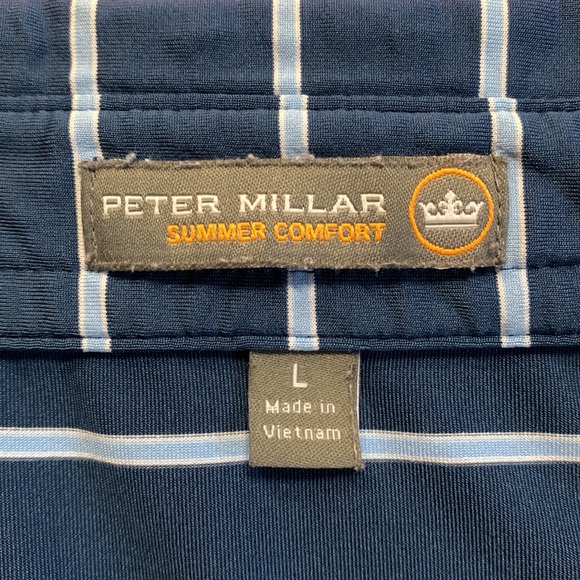 PETER MILLAR
SUMMER COMFORT
L
Made in
Vietnam